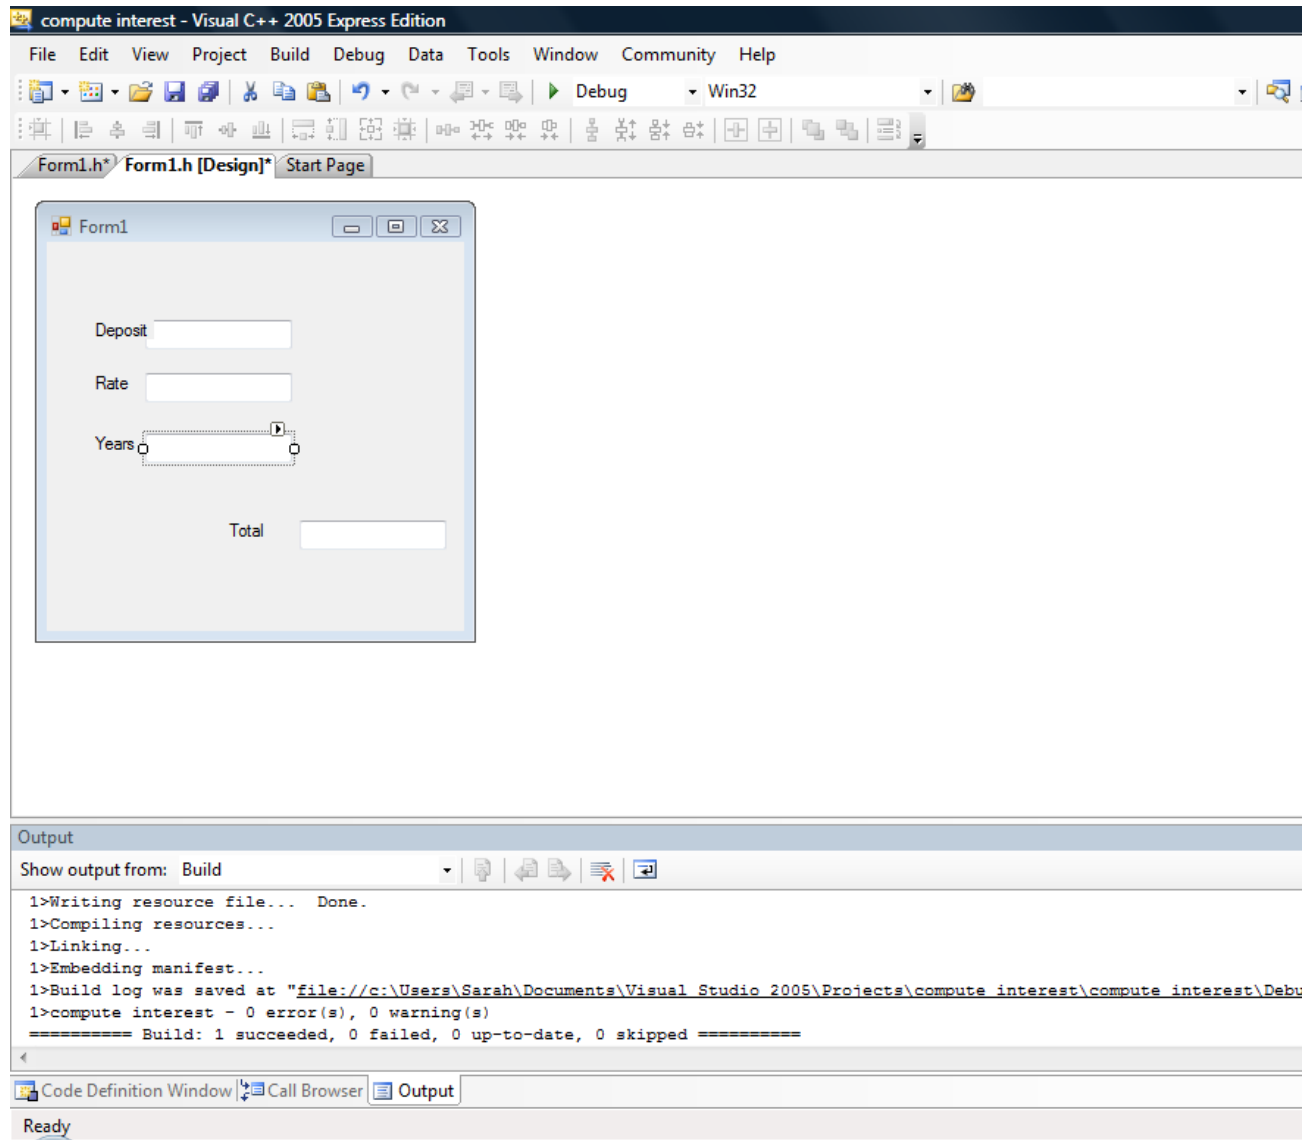 compute interest - Visual C++ 2005 Express Edition
File Edit View Project Build Debug Data Tools Window Community Help
Debug Win32
Form1.h* Form1.h [Design]* Start Page
Form1
Deposit
Rate
Years
Total
Output
Show output from: Build
1>Writing resource file... Done.
1>Compiling resources...
1>Linking...
1>Embedding manifest...
1>Build log was saved at "file://c:\Users\Sarah\Documents\Visual Studio 2005\Projects\compute interest\compute interest\Debu
1>compute interest - 0 error(s), 0 warning(s)
========== Build: 1 succeeded, 0 failed, 0 up-to-date, 0 skipped ==========
Code Definition Window Call Browser Output
Ready